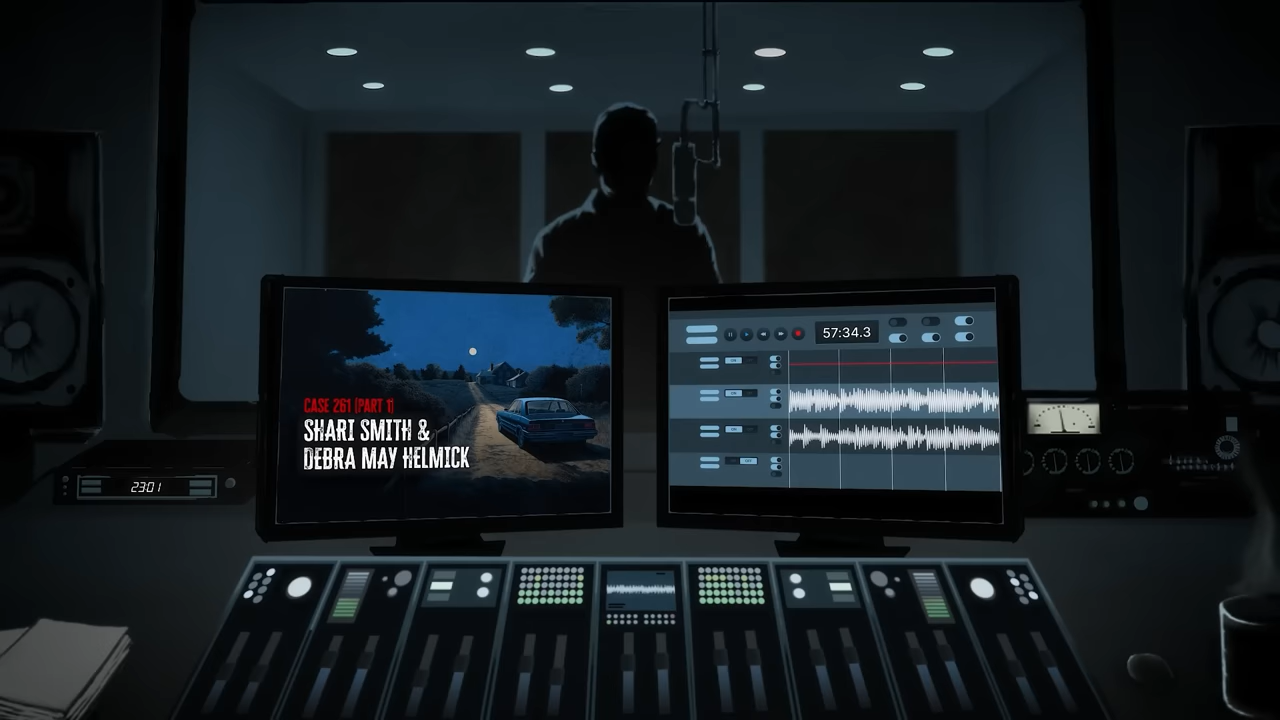 CASE 261 (PART 1)
SHARI SMITH &
DEBRA MAY HELMICK
57:34.3
2301